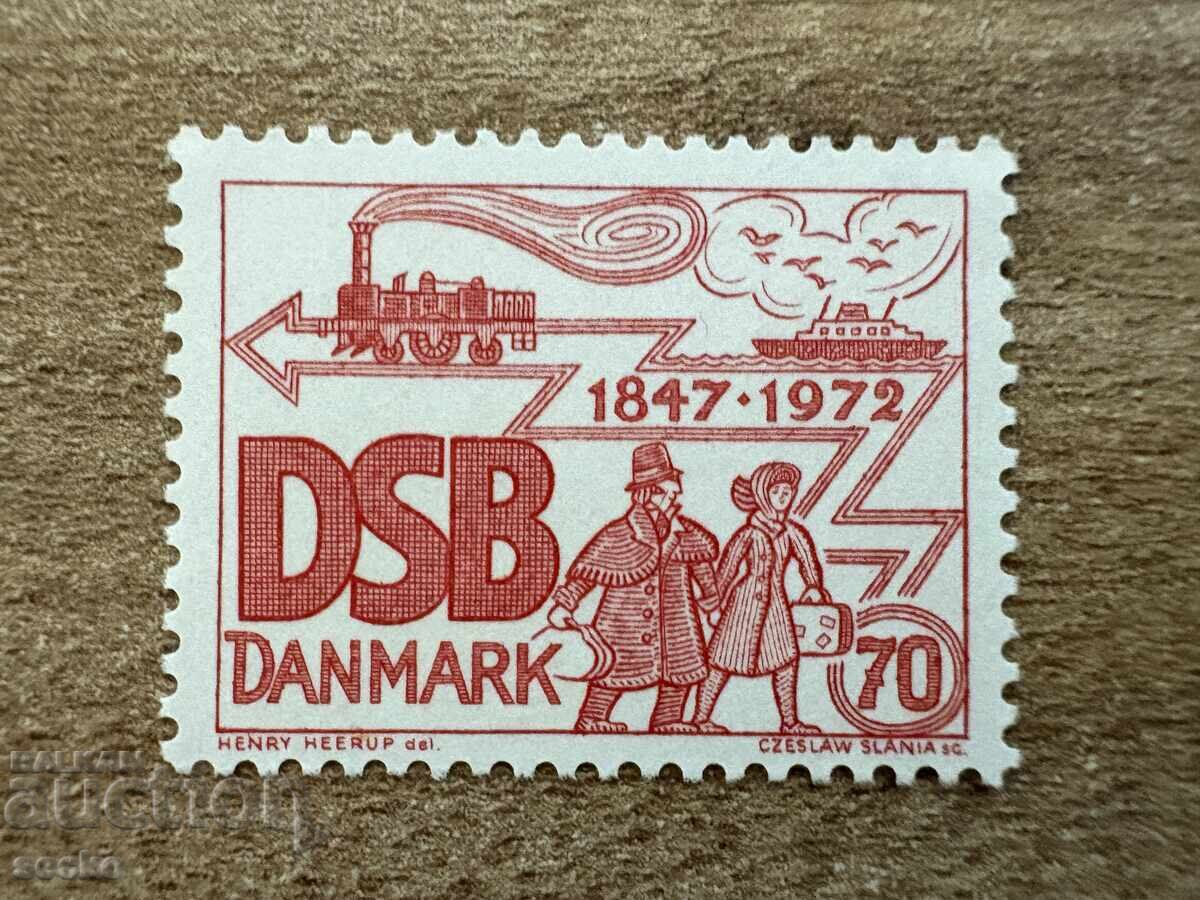 1847·1972
DSB
DANMARK
70
HENRY HEERUP del.
CZESLAW SLANIA sc.
BALKAN
auction
secko